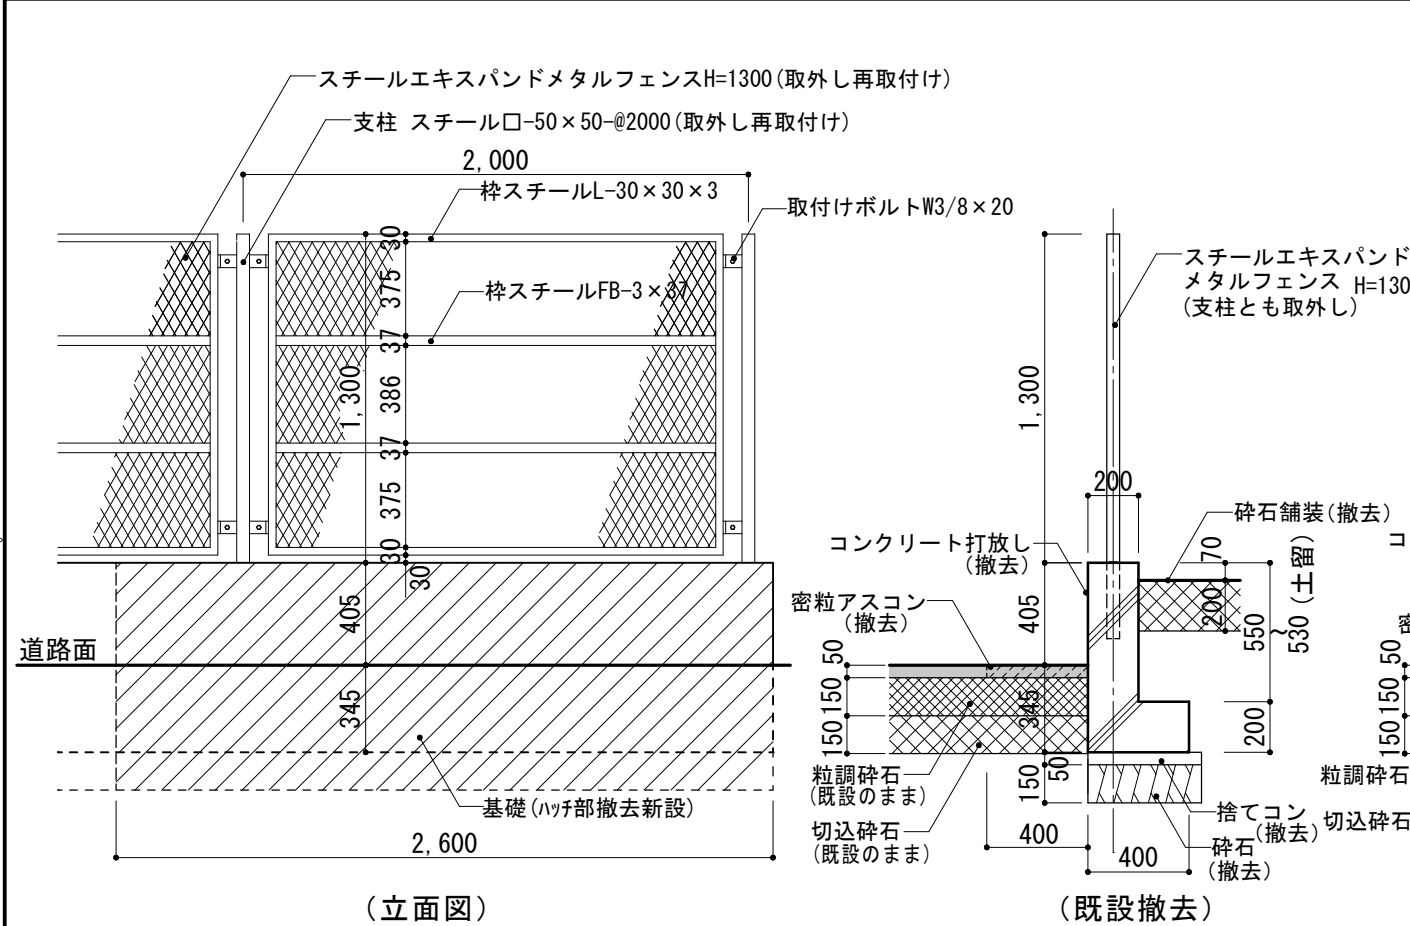 スチールエキスパンドメタルフェンスH=1300(取外し再取付け)
支柱 スチール□-50×50-@2000(取外し再取付け)
2,000
枠スチールL-30×30×3
取付けボルトW3/8×20
枠スチールFB-3×37
30
375
37
386
37
375
30
30
1,300
405
345
道路面
基礎(ハッチ部撤去新設)
2,600
(立面図)
スチールエキスパンド
メタルフェンス H=130
(支柱とも取外し)
1,300
200
砕石舗装(撤去)
コンクリート打放し
(撤去)
密粒アスコン
(撤去)
70
200
550
~
530(土留)
200
405
345
50
150
50
150
150
粒調砕石
(既設のまま)
切込砕石
(既設のまま)
400
400
捨てコン
(撤去)
砕石
(撤去)
(既設撤去)
コ
密
50
150
150
粒調砕石
切込砕石